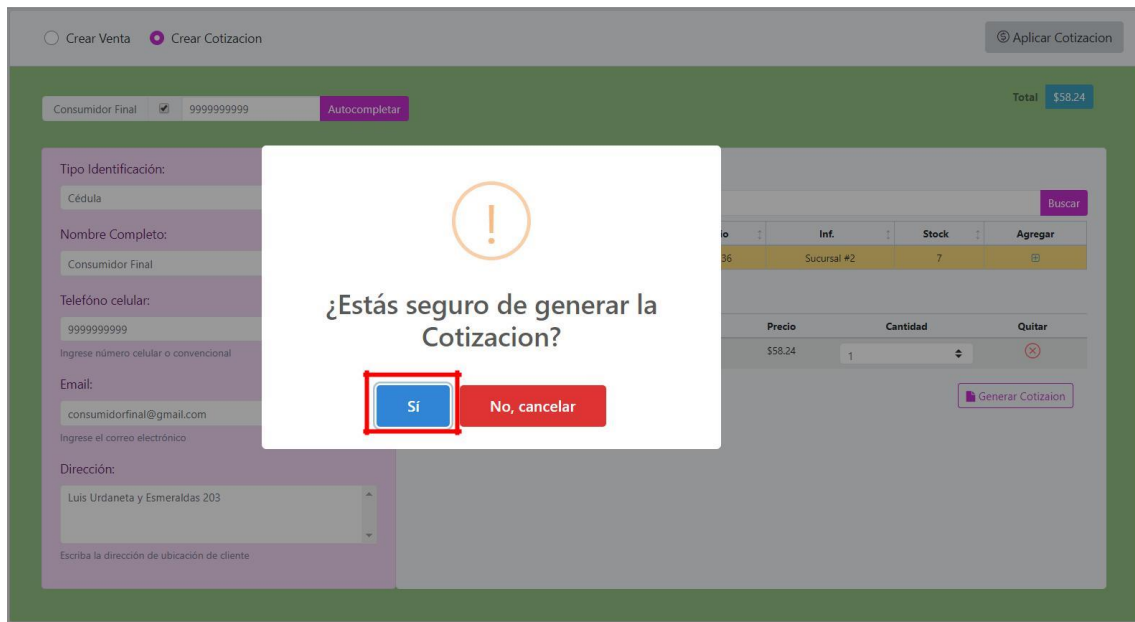 Crear Venta Crear Cotizacion Aplicar Cotizacion
Total $58.24
Consumidor Final 9999999999 Autocompletar
Tipo Identificación:
Cédula
Buscar
Nombre Completo:
Inf. Stock Agregar
Consumidor Final
36 Sucursal #2 7
Telefóno celular:
9999999999
Ingrese número celular o convencional
Precio Cantidad Quitar
$58.24 1
Email:
consumidorfinal@gmail.com
Ingrese el correo electrónico
Generar Cotizaion
Dirección:
Luis Urdaneta y Esmeraldas 203
Escriba la dirección de ubicación de cliente
!
¿Estás seguro de generar la
Cotizacion?
Sí No, cancelar